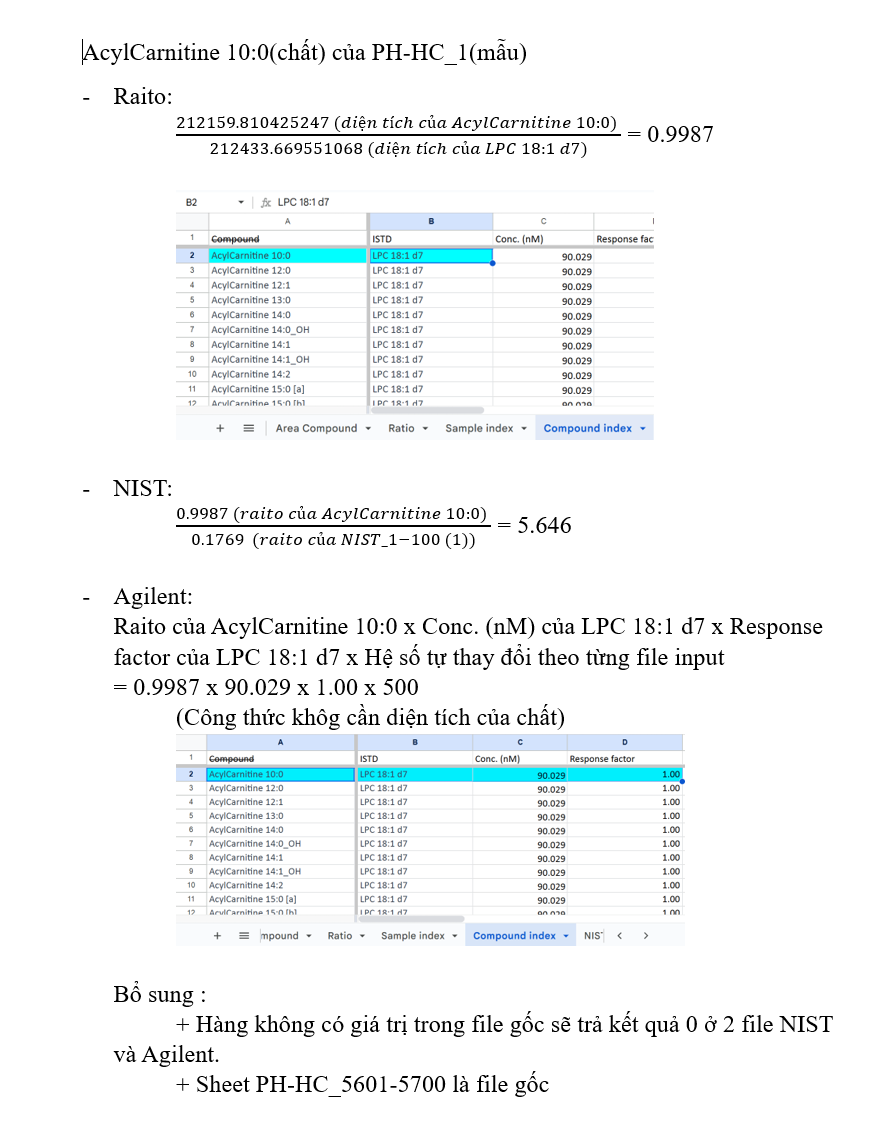 AcylCarnitine 10:0(chất) của PH-HC_1(mẫu)
- Raito:
212159.810425247 (diện tích của AcylCarnitine 10:0)
212433.669551068 (diện tích của LPC 18:1 d7)
= 0.9987
B2 fx LPC 18:1 d7
A B C
1 Compound ISTD Conc. (nM) Response fac
2 AcylCarnitine 10:0 LPC 18:1 d7 90.029
3 AcylCarnitine 12:0 LPC 18:1 d7 90.029
4 AcylCarnitine 12:1 LPC 18:1 d7 90.029
5 AcylCarnitine 13:0 LPC 18:1 d7 90.029
6 AcylCarnitine 14:0 LPC 18:1 d7 90.029
7 AcylCarnitine 14:0_OH LPC 18:1 d7 90.029
8 AcylCarnitine 14:1 LPC 18:1 d7 90.029
9 AcylCarnitine 14:1_OH LPC 18:1 d7 90.029
10 AcylCarnitine 14:2 LPC 18:1 d7 90.029
11 AcylCarnitine 15:0 [a] LPC 18:1 d7 90.029
12 AcylCarnitine 15:0 [b] LPC 18:1 d7 90.029
+ Area Compound Ratio Sample index Compound index
- NIST:
0.9987 (raito của AcylCarnitine 10:0)
0.1769 (raito của NIST_1−100 (1))
= 5.646
- Agilent:
Raito của AcylCarnitine 10:0 x Conc. (nM) của LPC 18:1 d7 x Response
factor của LPC 18:1 d7 x Hệ số tự thay đổi theo từng file input
= 0.9987 x 90.029 x 1.00 x 500
(Công thức khôg cần diện tích của chất)
A B C D
1 Compound ISTD Conc. (nM) Response factor
2 AcylCarnitine 10:0 LPC 18:1 d7 90.029 1.00
3 AcylCarnitine 12:0 LPC 18:1 d7 90.029 1.00
4 AcylCarnitine 12:1 LPC 18:1 d7 90.029 1.00
5 AcylCarnitine 13:0 LPC 18:1 d7 90.029 1.00
6 AcylCarnitine 14:0 LPC 18:1 d7 90.029 1.00
7 AcylCarnitine 14:0_OH LPC 18:1 d7 90.029 1.00
8 AcylCarnitine 14:1 LPC 18:1 d7 90.029 1.00
9 AcylCarnitine 14:1_OH LPC 18:1 d7 90.029 1.00
10 AcylCarnitine 14:2 LPC 18:1 d7 90.029 1.00
11 AcylCarnitine 15:0 [a] LPC 18:1 d7 90.029 1.00
12 AcylCarnitine 15:0 [b] LPC 18:1 d7 90.029 1.00
+ mpound Ratio Sample index Compound index NIST < >
Bổ sung :
+ Hàng không có giá trị trong file gốc sẽ trả kết quả 0 ở 2 file NIST
và Agilent.
+ Sheet PH-HC_5601-5700 là file gốc